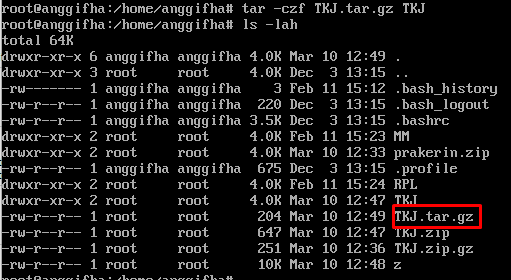 root@anggifha:/home/anggifha# tar -czf TKJ.tar.gz TKJ
root@anggifha:/home/anggifha# ls -lah
total 64K
drwxr-xr-x 6 anggifha anggifha 4.0K Mar 10 12:49 .
drwxr-xr-x 3 root     root     4.0K Dec  3 13:15 ..
-rw------- 1 anggifha anggifha    3 Feb 11 15:12 .bash_history
-rw-r--r-- 1 anggifha anggifha  220 Dec  3 13:15 .bash_logout
-rw-r--r-- 1 anggifha anggifha 3.5K Dec  3 13:15 .bashrc
drwxr-xr-x 2 root     root     4.0K Feb 11 15:23 MM
drwxr-xr-x 2 root     root     4.0K Mar 10 12:33 prakerin.zip
-rw-r--r-- 1 anggifha anggifha  675 Dec  3 13:15 .profile
drwxr-xr-x 2 root     root     4.0K Feb 11 15:24 RPL
drwxr-xr-x 2 root     root     4.0K Mar 10 12:47 TKJ
-rw-r--r-- 1 root     root      204 Mar 10 12:49 TKJ.tar.gz
-rw-r--r-- 1 root     root      647 Mar 10 12:47 TKJ.zip
-rw-r--r-- 1 root     root      251 Mar 10 12:36 TKJ.zip.gz
-rw-r--r-- 1 root     root      10K Mar 10 12:48 z
root@anggifha:/home/anggifha#